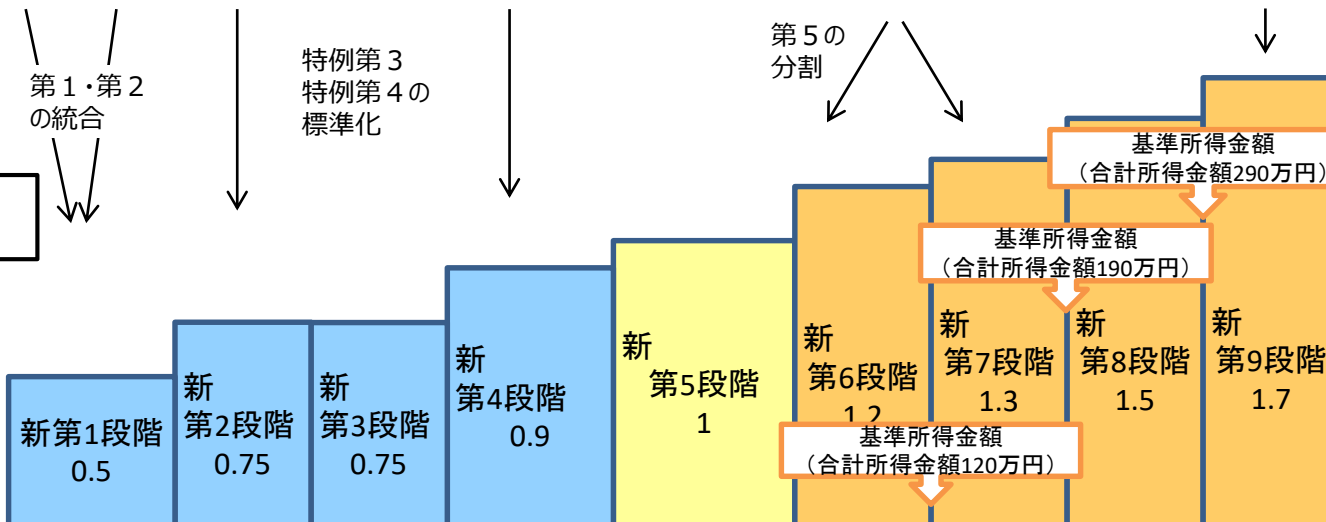 第１・第２
の統合
特例第３
特例第４の
標準化
第５の
分割
基準所得金額
（合計所得金額290万円）
基準所得金額
（合計所得金額190万円）
新第1段階
0.5
新
第2段階
0.75
新
第3段階
0.75
新
第4段階
0.9
新
第5段階
1
新
第6段階
1.2
新
第7段階
1.3
新
第8段階
1.5
新
第9段階
1.7
基準所得金額
（合計所得金額120万円）